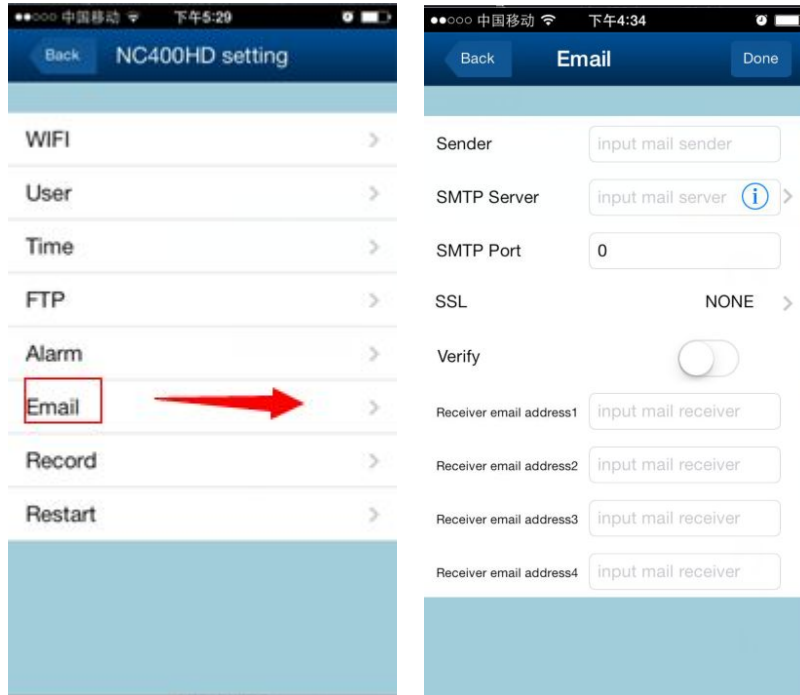 中国移动 下午5:29
Back NC400HD setting
WIFI
User
Time
FTP
Alarm
Email
Record
Restart
中国移动 下午4:34
Back Email Done
Sender input mail sender
SMTP Server input mail server i
SMTP Port 0
SSL NONE
Verify
Receiver email address1 input mail receiver
Receiver email address2 input mail receiver
Receiver email address3 input mail receiver
Receiver email address4 input mail receiver